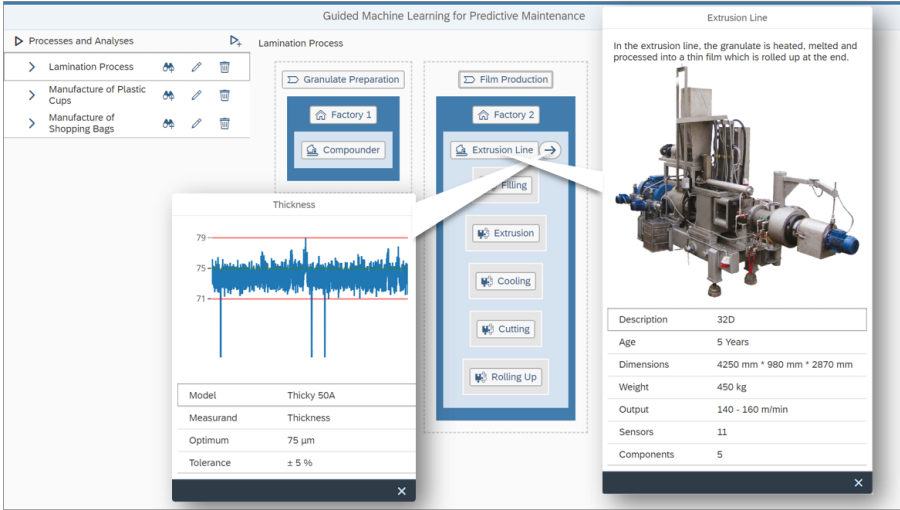 Guided Machine Learning for Predictive Maintenance
Processes and Analyses
Lamination Process
Manufacture of Plastic
Cups
Manufacture of
Shopping Bags
Lamination Process
Granulate Preparation
Factory 1
Compounder
Film Production
Factory 2
Extrusion Line
Filling
Extrusion
Cooling
Cutting
Rolling Up
Thickness
79
75
71
Model Thicky 50A
Measurand Thickness
Optimum 75 µm
Tolerance ± 5 %
Extrusion Line
In the extrusion line, the granulate is heated, melted and
processed into a thin film which is rolled up at the end.
Description 32D
Age 5 Years
Dimensions 4250 mm * 980 mm * 2870 mm
Weight 450 kg
Output 140 - 160 m/min
Sensors 11
Components 5